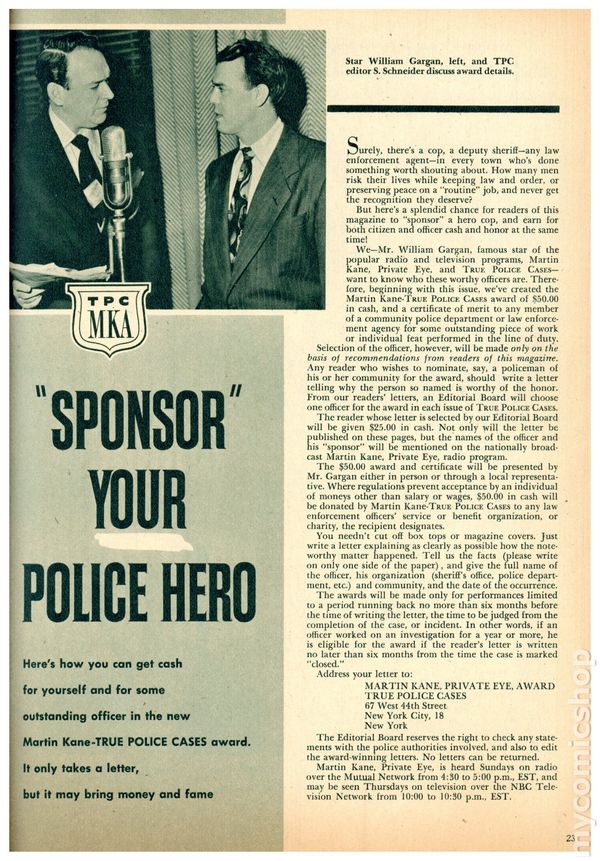 Star William Gargan, left, and TPC
editor S. Schneider discuss award details.
TPC
MKA
"SPONSOR"
YOUR
POLICE HERO
Here's how you can get cash
for yourself and for some
outstanding officer in the new
Martin Kane-TRUE POLICE CASES award.
It only takes a letter,
but it may bring money and fame
Surely, there's a cop, a deputy sheriff—any law
enforcement agent—in every town who's done
something worth shouting about. How many men
risk their lives while keeping law and order, or
preserving peace on a "routine" job, and never get
the recognition they deserve?
But here's a splendid chance for readers of this
magazine to "sponsor" a hero cop, and earn for
both citizen and officer cash and honor at the same
time!
We—Mr. William Gargan, famous star of the
popular radio and television programs, Martin
Kane, Private Eye, and TRUE POLICE CASES—
want to know who these worthy officers are. There-
fore, beginning with this issue, we've created the
Martin Kane-TRUE POLICE CASES award of $50.00
in cash, and a certificate of merit to any member
of a community police department or law enforce-
ment agency for some outstanding piece of work
or individual feat performed in the line of duty.
Selection of the officer, however, will be made only on the
basis of recommendations from readers of this magazine.
Any reader who wishes to nominate, say, a policeman of
his or her community for the award, should write a letter
telling why the person so named is worthy of the honor.
From our readers' letters, an Editorial Board will choose
one officer for the award in each issue of TRUE POLICE CASES.
The reader whose letter is selected by our Editorial Board
will be given $25.00 in cash. Not only will the letter be
published on these pages, but the names of the officer and
his "sponsor" will be mentioned on the nationally broad-
cast Martin Kane, Private Eye, radio program.
The $50.00 award and certificate will be presented by
Mr. Gargan either in person or through a local representa-
tive. Where regulations prevent acceptance by an individual
of moneys other than salary or wages, $50.00 in cash will
be donated by Martin Kane-TRUE POLICE CASES to any law
enforcement officers' service or benefit organization, or
charity, the recipient designates.
You needn't cut off box tops or magazine covers. Just
write a letter explaining as clearly as possible how the note-
worthy matter happened. Tell us the facts (please write
on only one side of the paper), and give the full name of
the officer, his organization (sheriff's office, police depart-
ment, etc.) and community, and the date of the occurrence.
The awards will be made only for performances limited
to a period running back no more than six months before
the time of writing the letter, the time to be judged from the
completion of the case, or incident. In other words, if an
officer worked on an investigation for a year or more, he
is eligible for the award if the reader's letter is written
no later than six months from the time the case is marked
"closed."
Address your letter to:
MARTIN KANE, PRIVATE EYE, AWARD
TRUE POLICE CASES
67 West 44th Street
New York City, 18
New York
The Editorial Board reserves the right to check any state-
ments with the police authorities involved, and also to edit
the award-winning letters. No letters can be returned.
Martin Kane, Private Eye, is heard Sundays on radio
over the Mutual Network from 4:30 to 5:00 p.m., EST, and
may be seen Thursdays on television over the NBC Tele-
vision Network from 10:00 to 10:30 p.m., EST.
23
mycomicshop